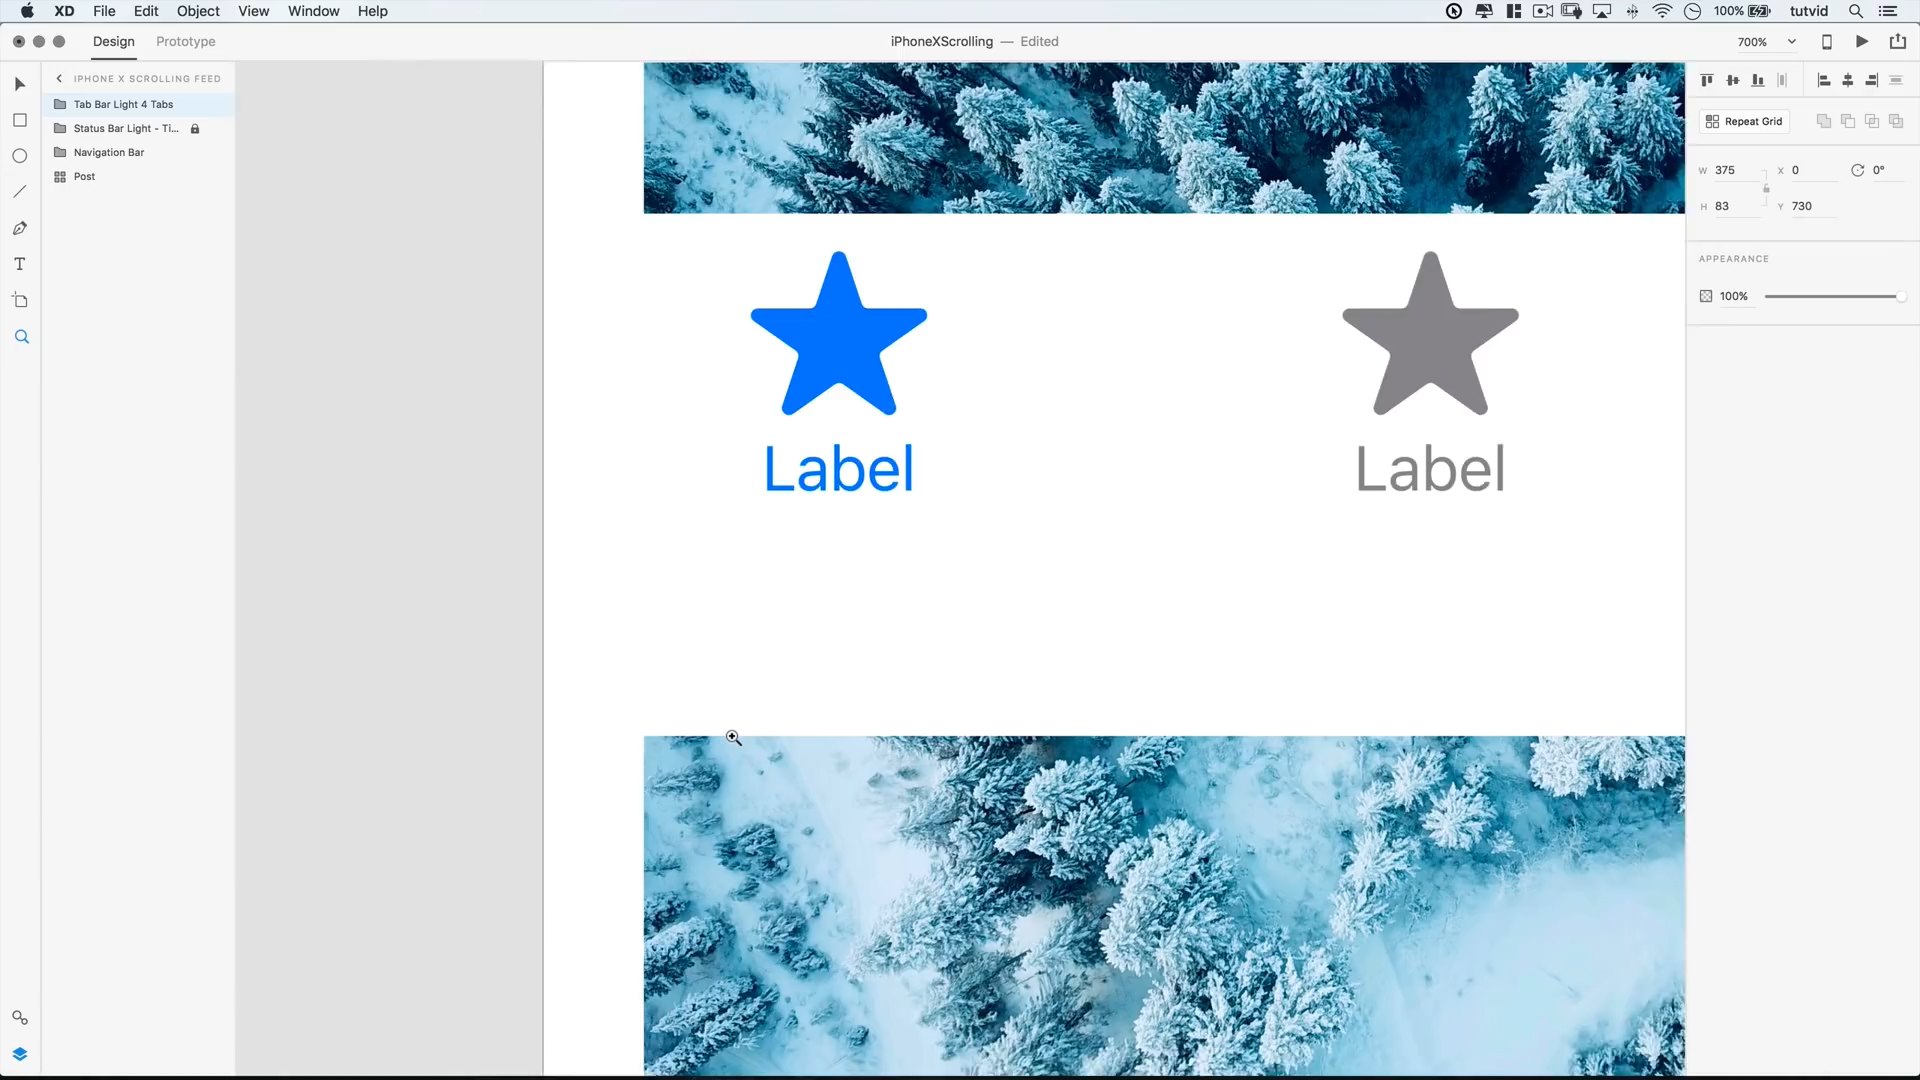 XD File Edit Object View Window Help
100% tutvid
Design Prototype
iPhoneXScrolling — Edited
700%
IPHONE X SCROLLING FEED
Tab Bar Light 4 Tabs
Status Bar Light - Ti...
Navigation Bar
Post
Repeat Grid
W 375 X 0 0°
H 83 Y 730
APPEARANCE
100%
Label
Label